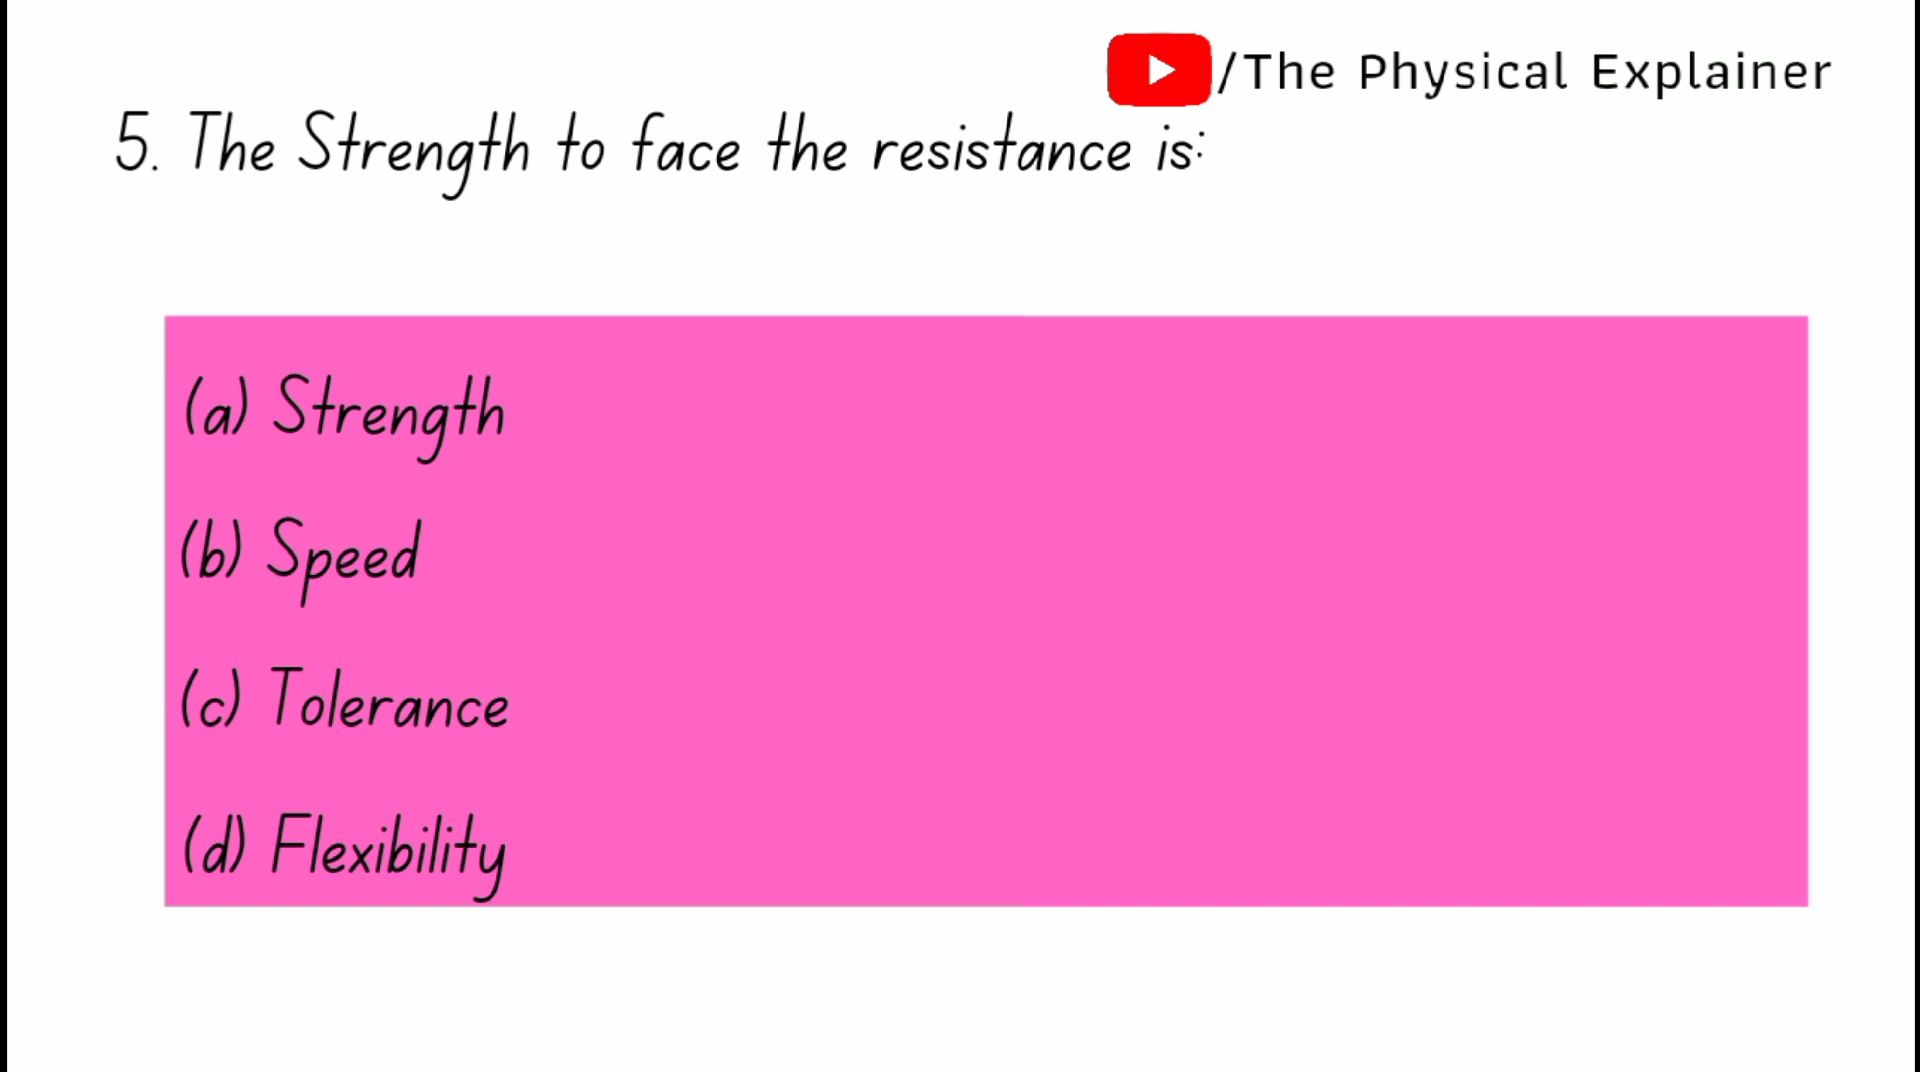 /The Physical Explainer
5. The Strength to face the resistance is:
(a) Strength
(b) Speed
(c) Tolerance
(d) Flexibility